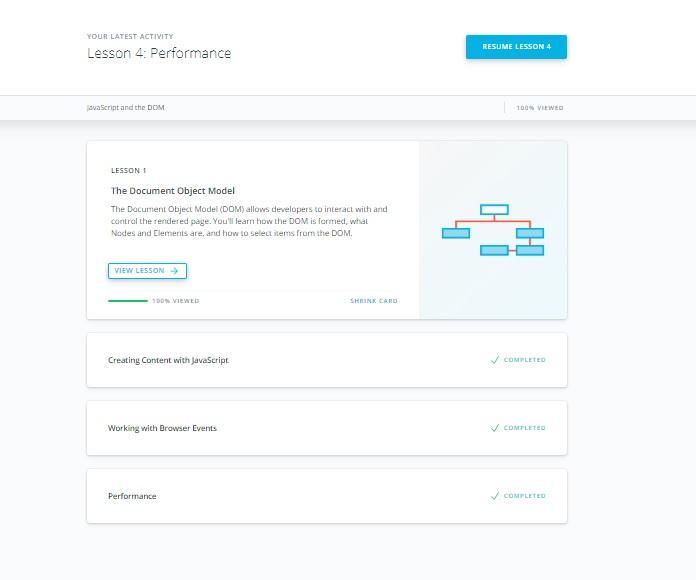 YOUR LATEST ACTIVITY
Lesson 4: Performance
RESUME LESSON 4
JavaScript and the DOM
100% VIEWED
LESSON 1
The Document Object Model
The Document Object Model (DOM) allows developers to interact with and
control the rendered page. You'll learn how the DOM is formed, what
Nodes and Elements are, and how to select items from the DOM.
VIEW LESSON
100% VIEWED
SHRINK CARD
Creating Content with JavaScript
COMPLETED
Working with Browser Events
COMPLETED
Performance
COMPLETED